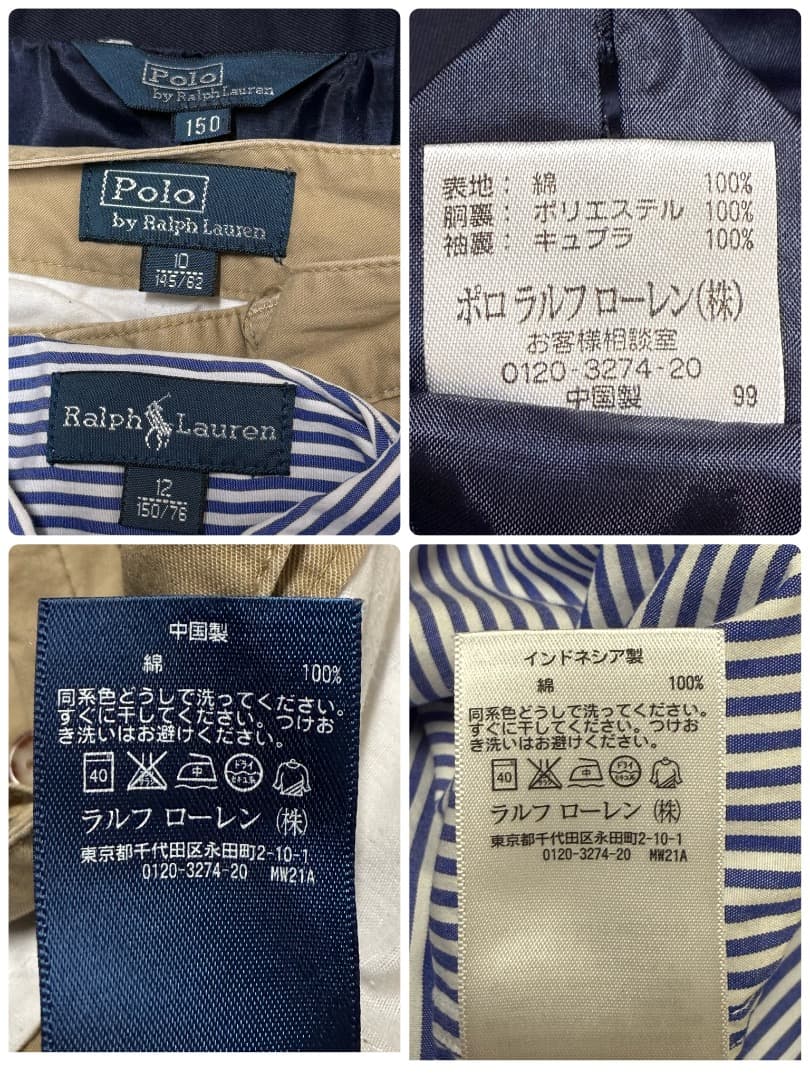 Polo
by Ralph Lauren
150
Polo
by Ralph Lauren
10
145/62
Ralph Lauren
12
150/76
表地： 綿 100%
胴裏： ポリエステル 100%
袖裏： キュプラ 100%
ポロ ラルフ ローレン(株)
お客様相談室
0120-3274-20
中国製 99
中国製
綿 100%
同系色どうしで洗ってください。
すぐに干してください。つけお
き洗いはお避けください。
40 中 ドライ
セキユ系
ラルフ ローレン ㈱
東京都千代田区永田町2-10-1
0120-3274-20 MW21A
インドネシア製
綿 100%
同系色どうしで洗ってください。
すぐに干してください。つけお
き洗いはお避けください。
40 中 ドライ
セキユ系
ラルフ ローレン ㈱
東京都千代田区永田町2-10-1
0120-3274-20 MW21A